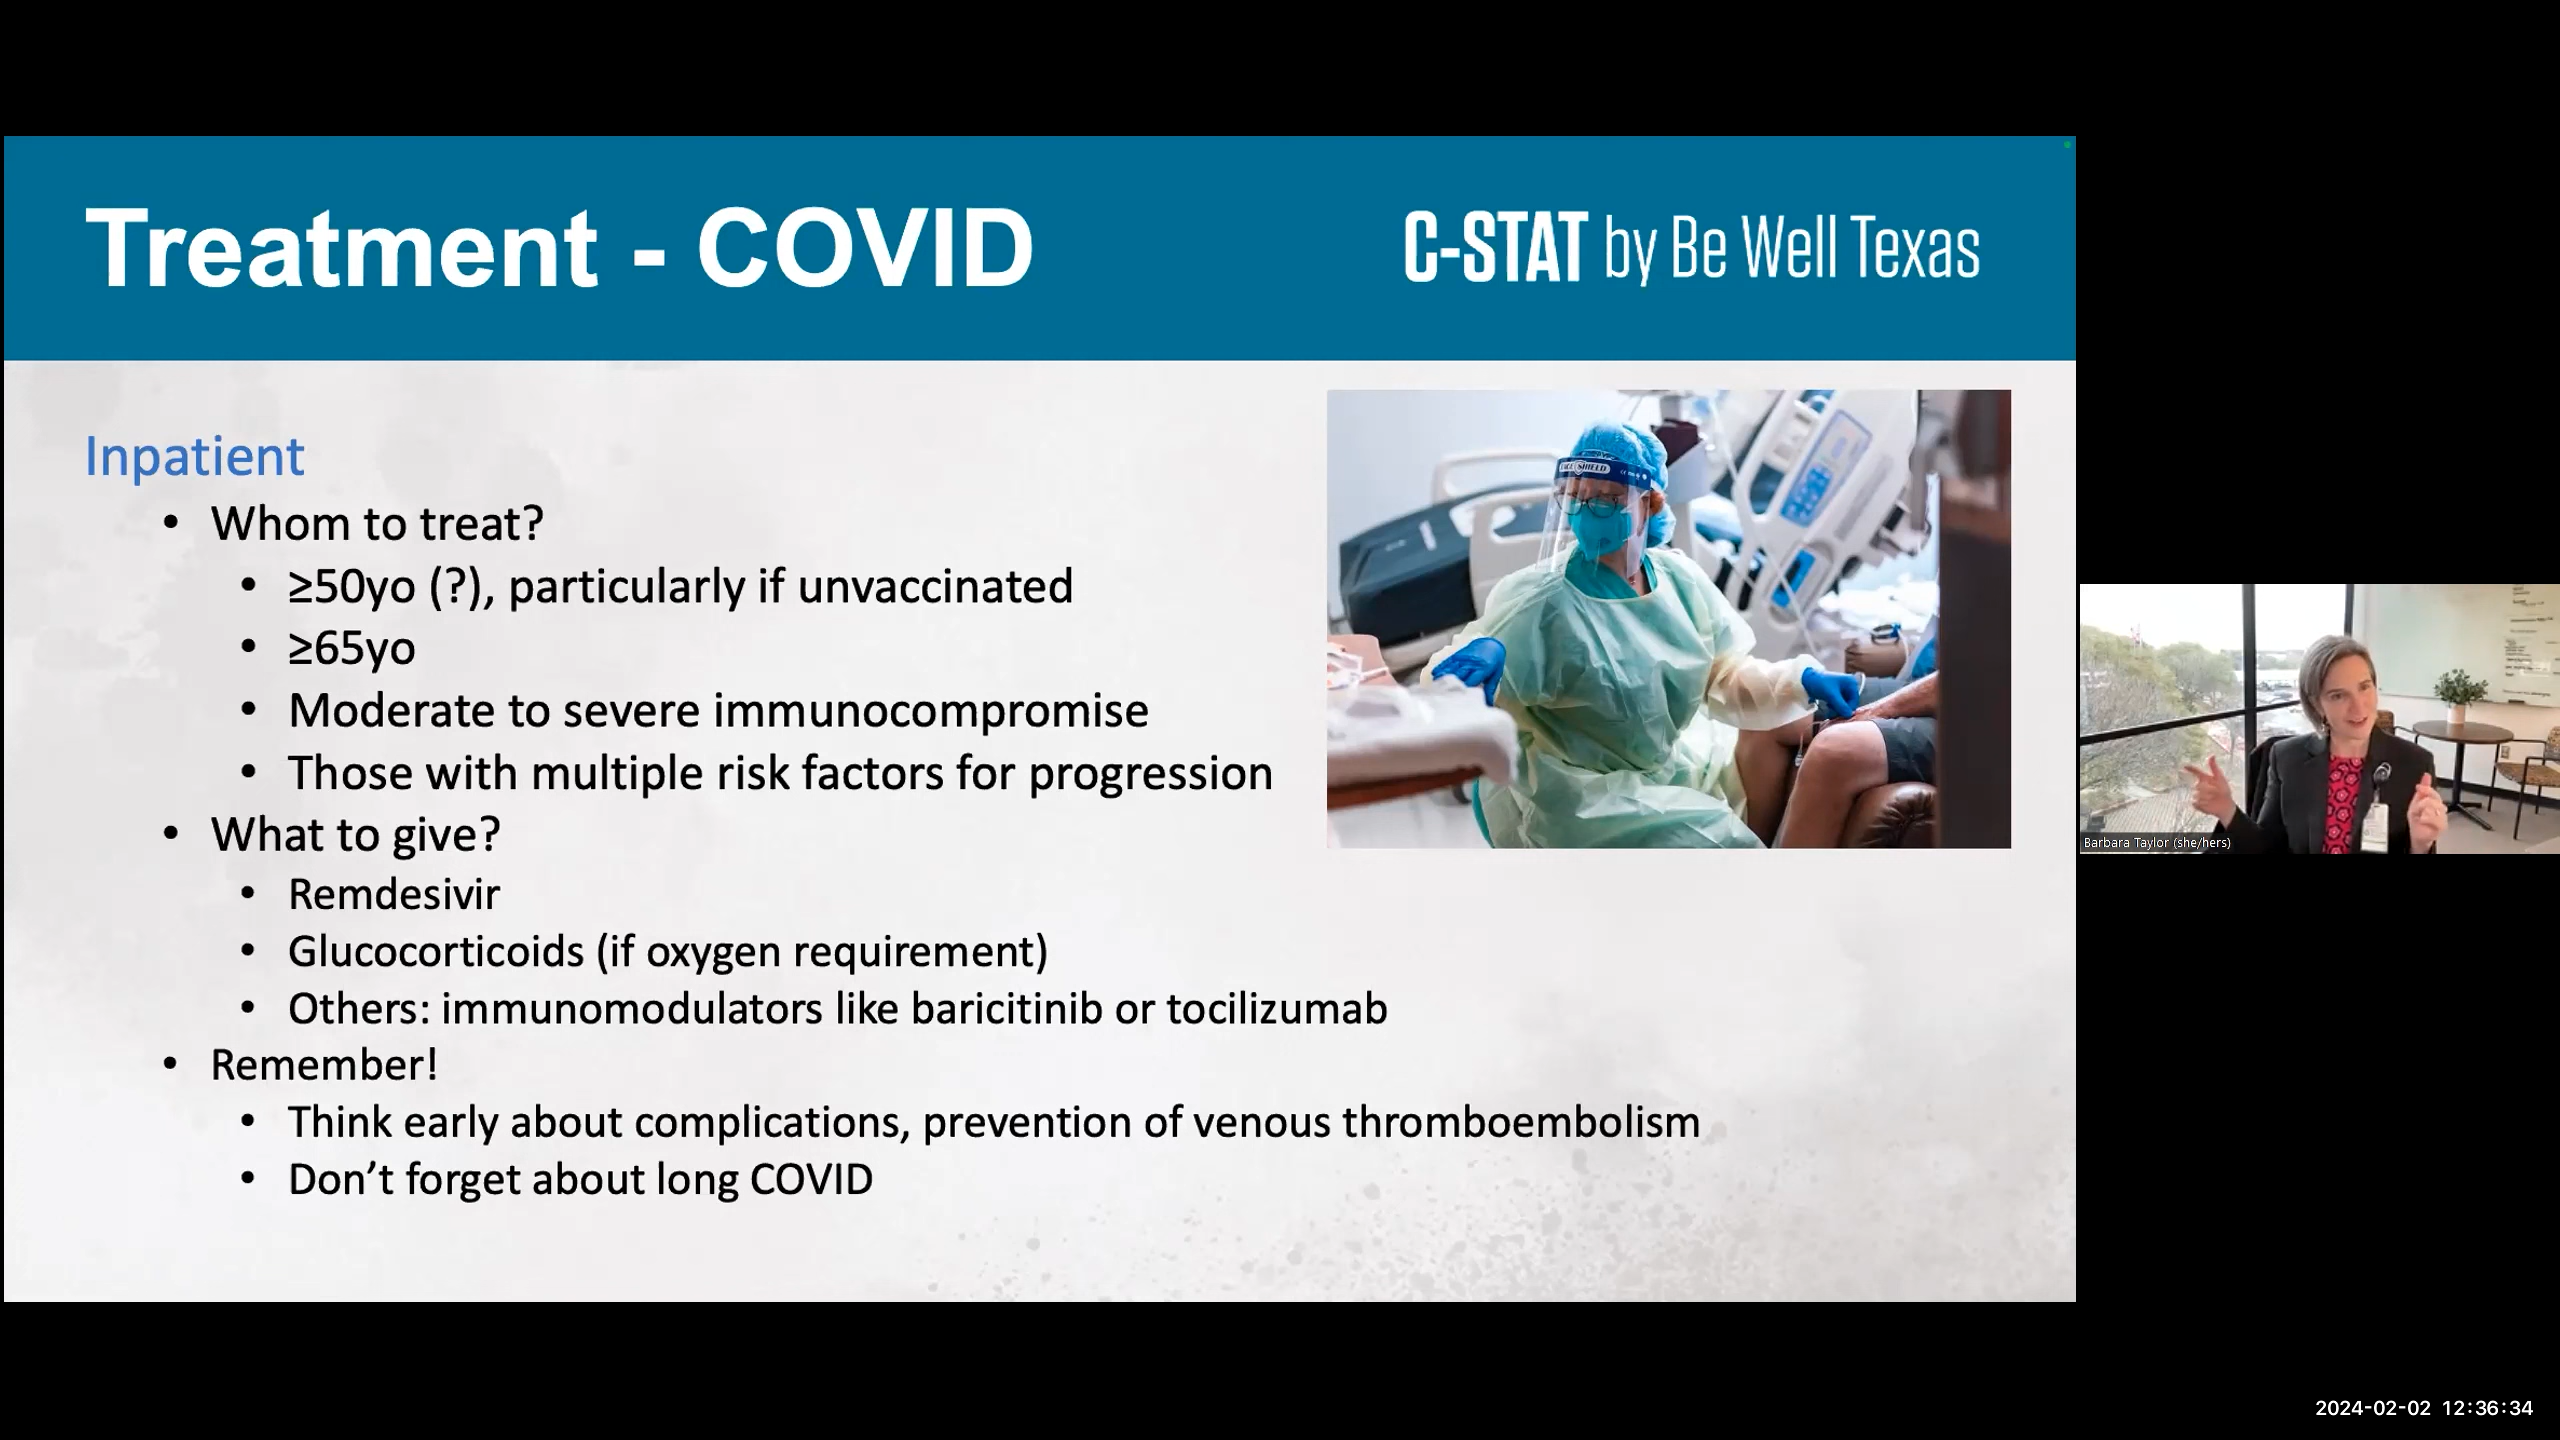 Treatment - COVID
C-STAT by Be Well Texas
Inpatient
• Whom to treat?
• ≥50yo (?), particularly if unvaccinated
• ≥65yo
• Moderate to severe immunocompromise
• Those with multiple risk factors for progression
• What to give?
• Remdesivir
• Glucocorticoids (if oxygen requirement)
• Others: immunomodulators like baricitinib or tocilizumab
• Remember!
• Think early about complications, prevention of venous thromboembolism
• Don’t forget about long COVID
SHIELD
Barbara Taylor (she/hers)
2024-02-02 12:36:34